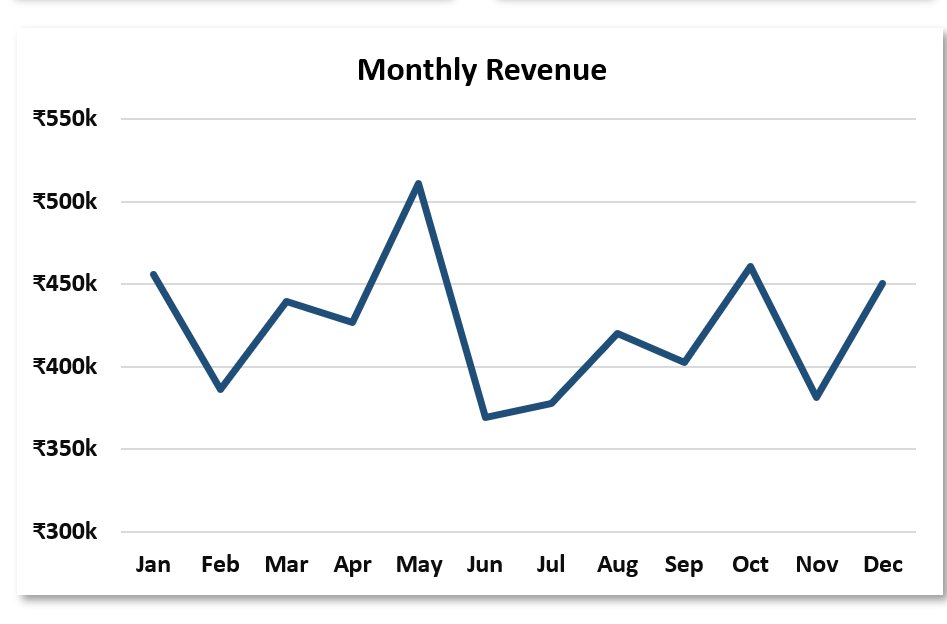 Monthly Revenue
₹550k
₹500k
₹450k
₹400k
₹350k
₹300k
Jan Feb Mar Apr May Jun Jul Aug Sep Oct Nov Dec